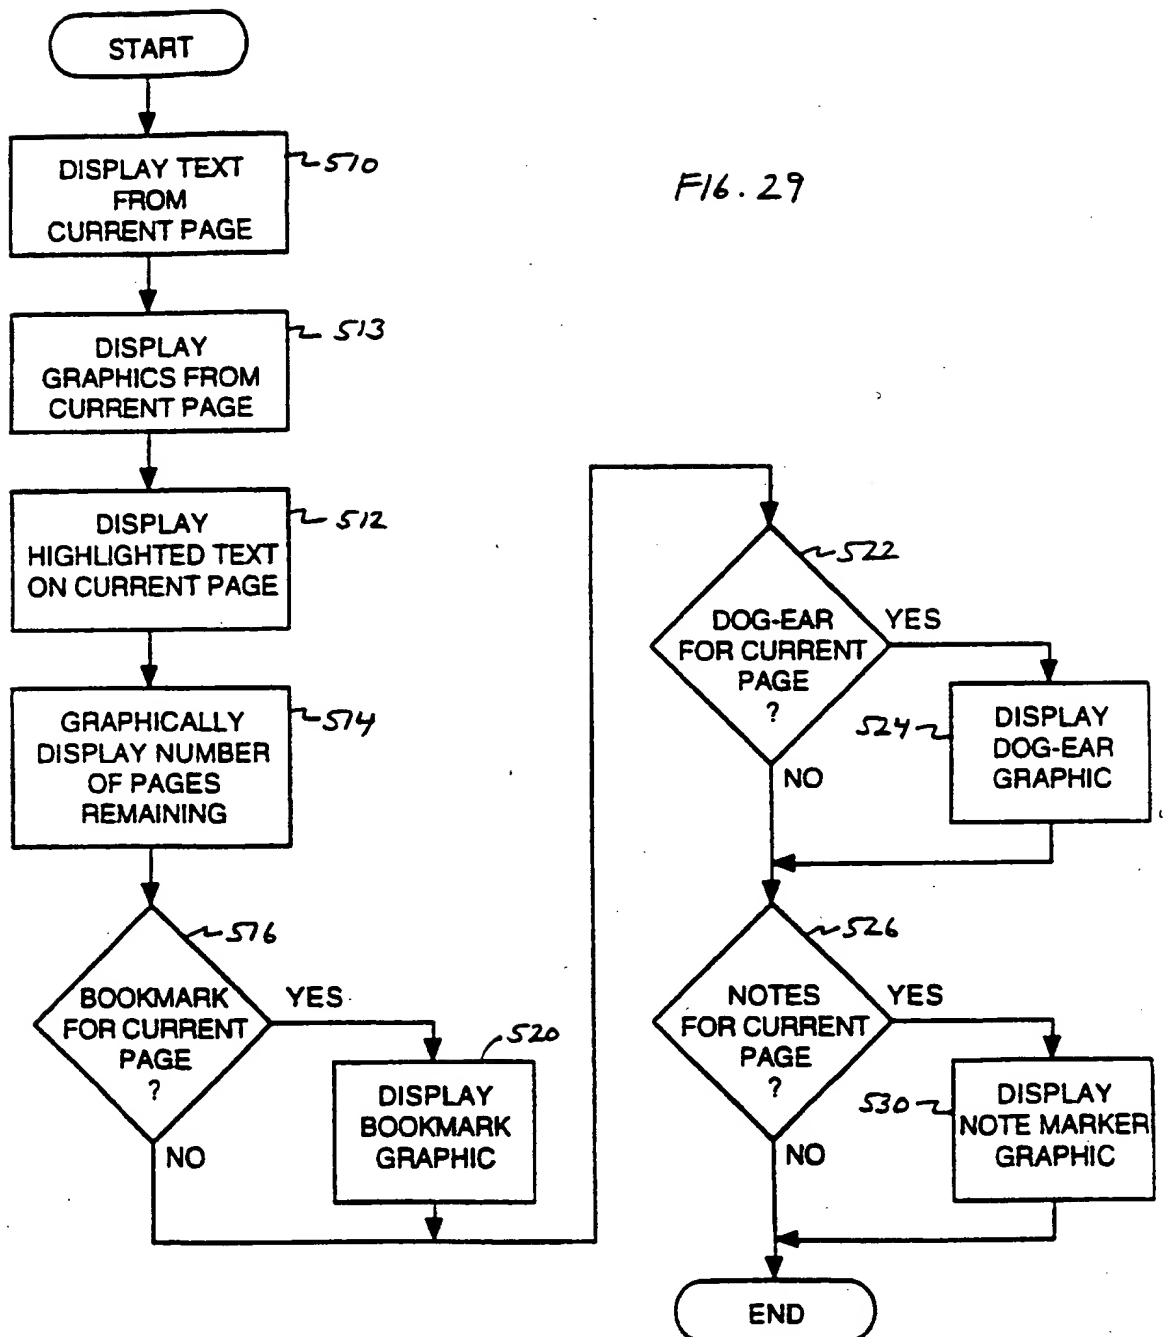 START
DISPLAY TEXT
FROM
CURRENT PAGE
510
FIG. 29
DISPLAY
GRAPHICS FROM
CURRENT PAGE
513
DISPLAY
HIGHLIGHTED TEXT
ON CURRENT PAGE
512
GRAPHICALLY
DISPLAY NUMBER
OF PAGES
REMAINING
514
BOOKMARK
FOR CURRENT
PAGE
?
516
YES
NO
DISPLAY
BOOKMARK
GRAPHIC
520
DOG-EAR
FOR CURRENT
PAGE
?
522
YES
NO
DISPLAY
DOG-EAR
GRAPHIC
524
NOTES
FOR CURRENT
PAGE
?
526
YES
NO
DISPLAY
NOTE MARKER
GRAPHIC
530
END